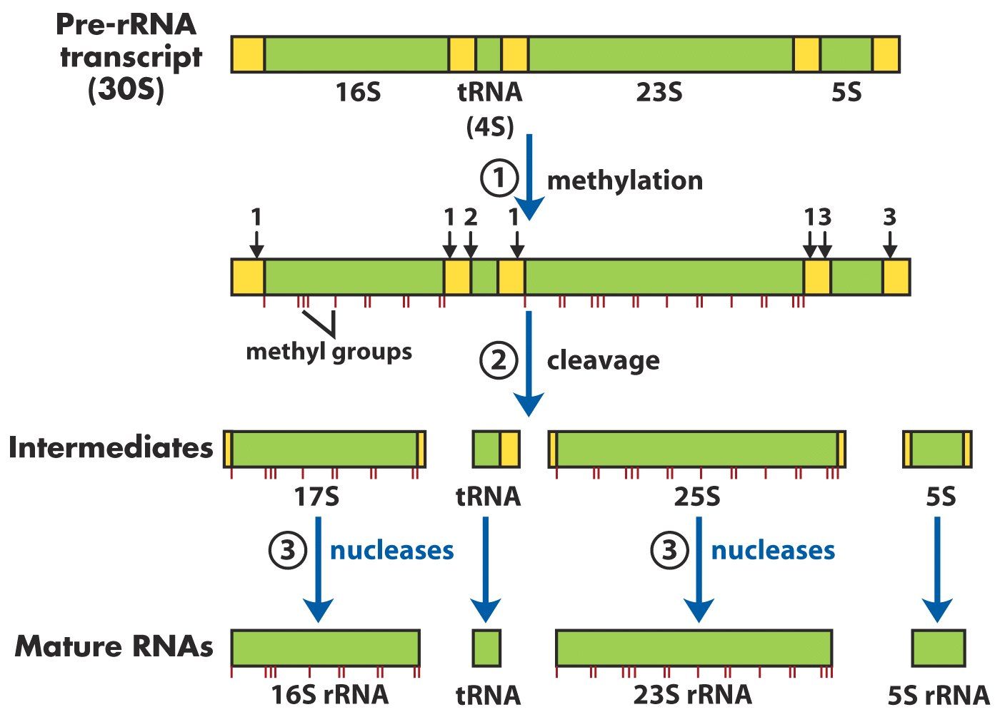 Pre-rRNA
transcript
(30S)
16S
tRNA
(4S)
23S
5S
1
methylation
1
1 2
1
1 3
3
methyl groups
2
cleavage
Intermediates
17S
tRNA
25S
5S
3
nucleases
3
nucleases
Mature RNAs
16S rRNA
tRNA
23S rRNA
5S rRNA